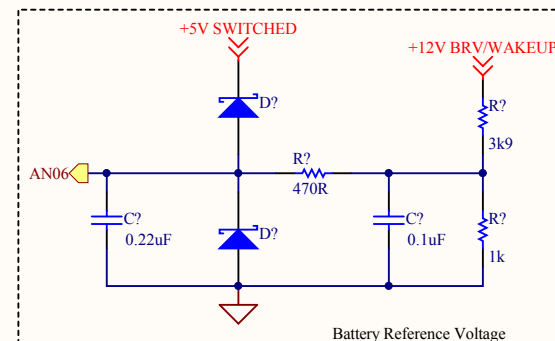 +5V SWITCHED
+12V BRV/WAKEUP
D?
R?
3k9
AN06
R?
470R
C?
0.22uF
D?
C?
0.1uF
R?
1k
Battery Reference Voltage